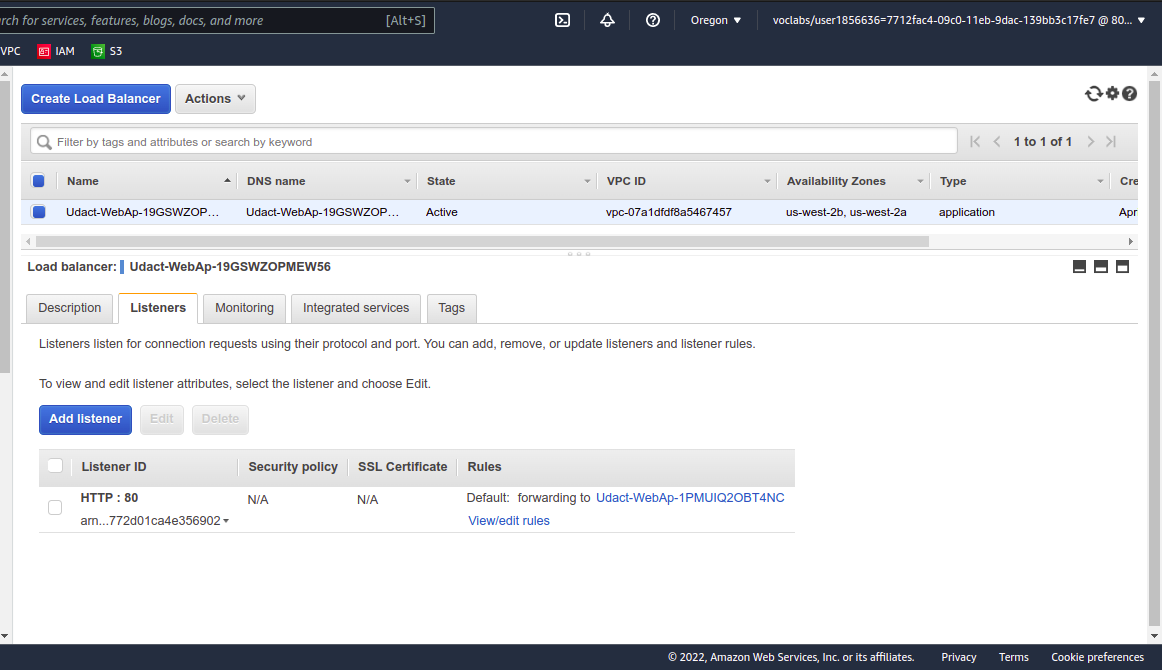 rch for services, features, blogs, docs, and more [Alt+S] Oregon ▼ voclabs/user1856636=7712fac4-09c0-11eb-9dac-139bb3c17fe7 @ 80... ▼
VPC IAM S3
Create Load Balancer Actions
Filter by tags and attributes or search by keyword 1 to 1 of 1
Name DNS name State VPC ID Availability Zones Type Cre
Udact-WebAp-19GSWZOP... Udact-WebAp-19GSWZOP... Active vpc-07a1dfdf8a5467457 us-west-2b, us-west-2a application Apr
Load balancer: Udact-WebAp-19GSWZOPMEW56
Description Listeners Monitoring Integrated services Tags
Listeners listen for connection requests using their protocol and port. You can add, remove, or update listeners and listener rules.
To view and edit listener attributes, select the listener and choose Edit.
Add listener Edit Delete
Listener ID Security policy SSL Certificate Rules
HTTP : 80 N/A N/A Default: forwarding to Udact-WebAp-1PMUIQ2OBT4NC
arn...772d01ca4e356902 View/edit rules
© 2022, Amazon Web Services, Inc. or its affiliates. Privacy Terms Cookie preferences